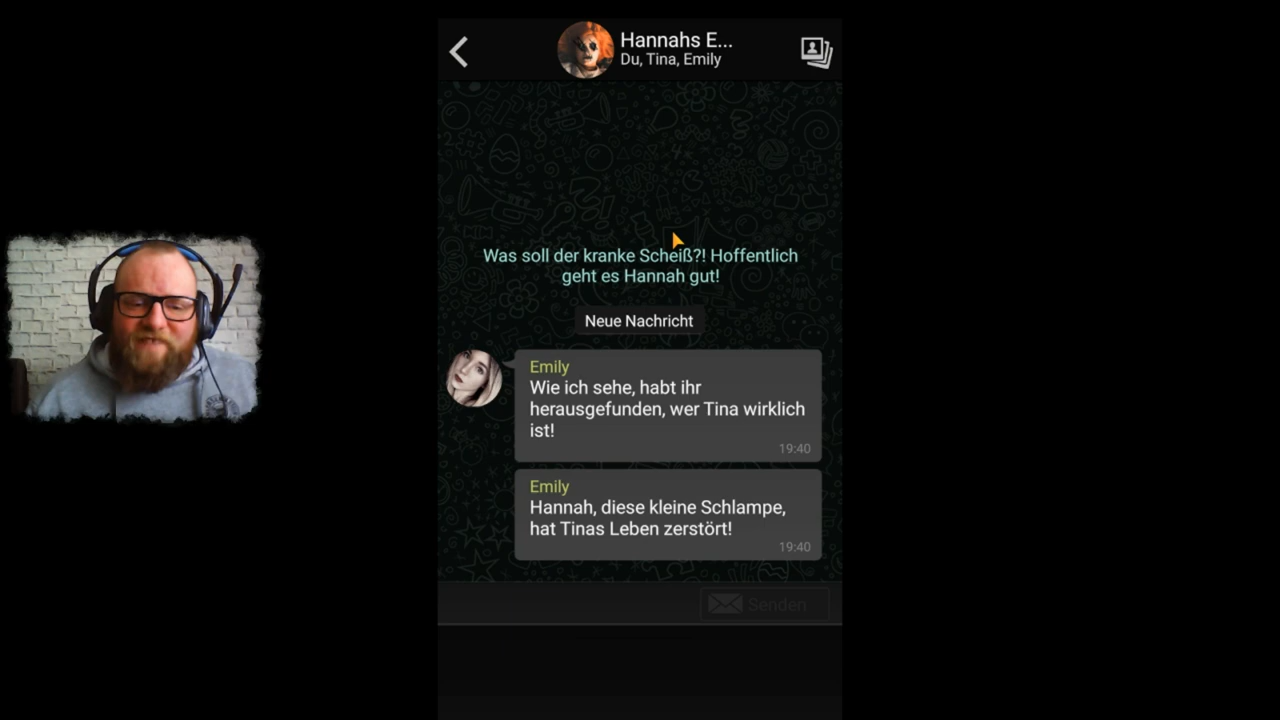 Hannahs E...
Du, Tina, Emily
Was soll der kranke Scheiß?! Hoffentlich
geht es Hannah gut!
Neue Nachricht
Emily
Wie ich sehe, habt ihr
herausgefunden, wer Tina wirklich
ist!
19:40
Emily
Hannah, diese kleine Schlampe,
hat Tinas Leben zerstört!
19:40
Senden